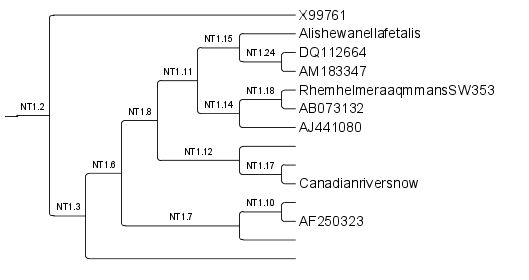 X99761
NT1.15
Alishewanellafetalis
NT1.24
DQ112664
NT1.11
AM183347
NT1.18
RhemhelmeraaqmmansSW353
NT1.2
NT1.8
NT1.14
AB073132
AJ441080
NT1.12
NT1.6
NT1.17
Canadianriversnow
NT1.3
NT1.10
NT1.7
AF250323